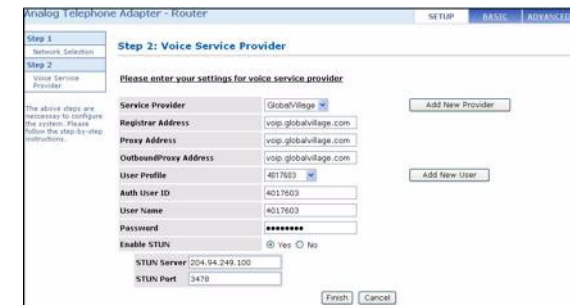 Analog Telephone Adapter - Router
SETUP BASIC ADVANCED
Step 1
Network Selection
Step 2
Voice Service
Provider
The above steps are
neccessary to configure
the system. Please
follow the step-by-step
instructions.
Step 2: Voice Service Provider
Please enter your settings for voice service provider
Service Provider GlobalVillage Add New Provider
Registrar Address voip.globalvillage.com
Proxy Address voip.globalvillage.com
OutboundProxy Address voip.globalvillage.com
User Profile 4017603 Add New User
Auth User ID 4017603
User Name 4017603
Password ●●●●●●●●
Enable STUN Yes No
STUN Server 204.94.249.100
STUN Port 3478
Finish Cancel